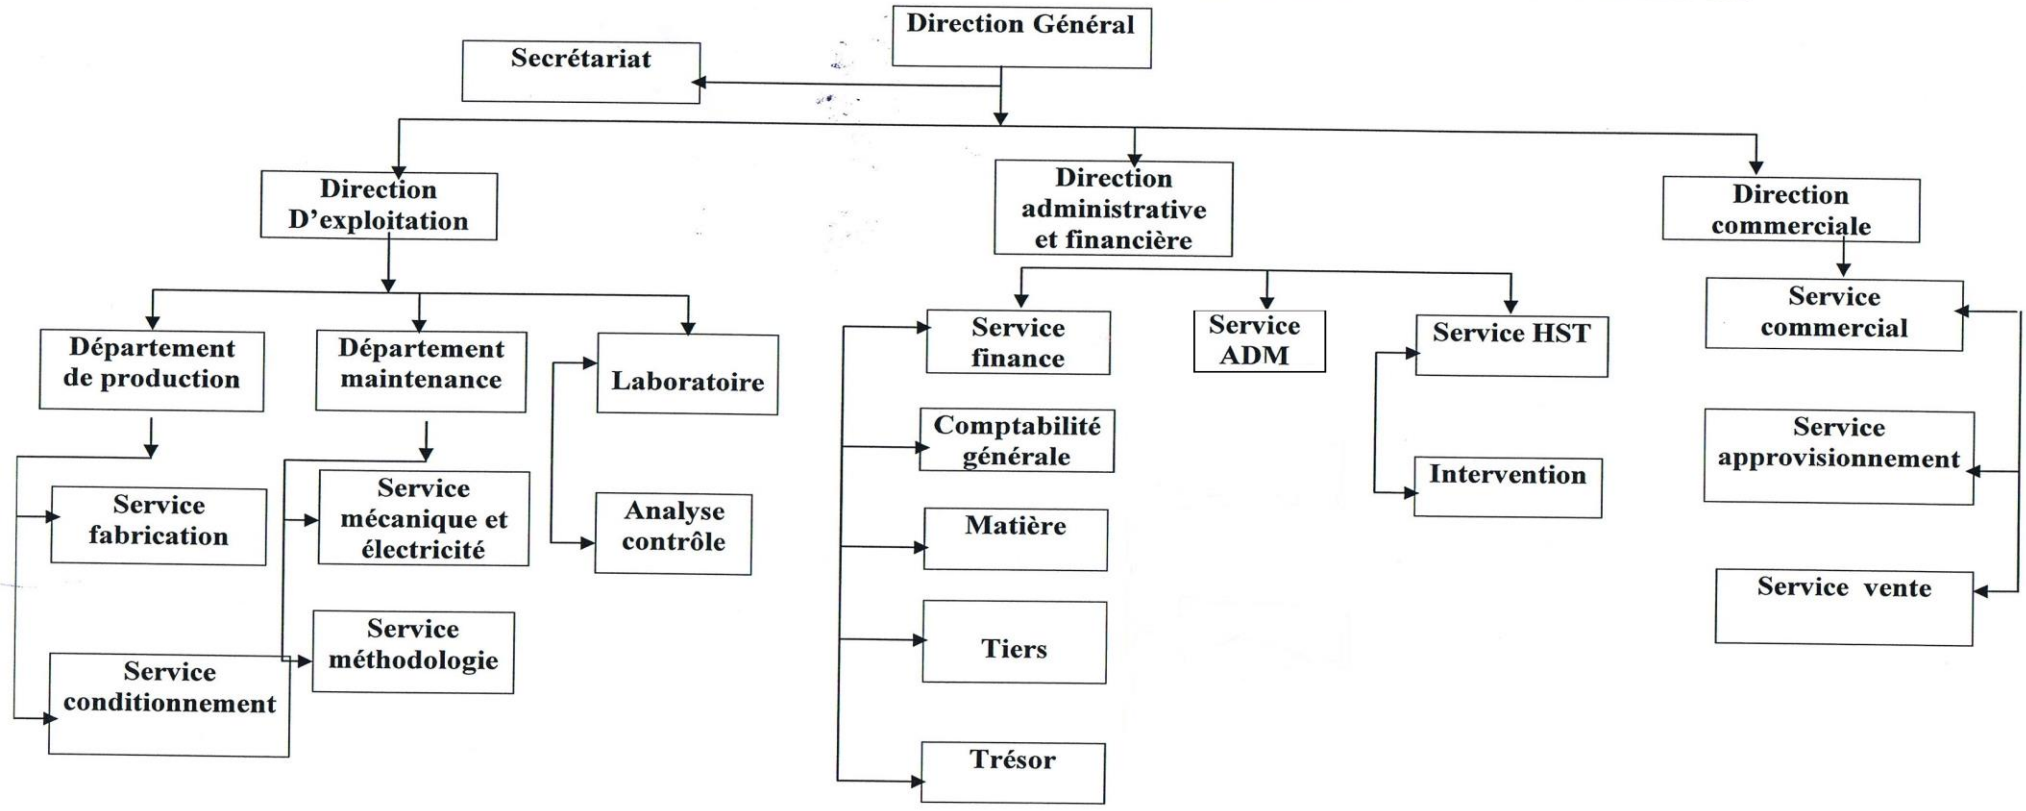 Direction Général
Secrétariat
Direction
D'exploitation
Direction
administrative
et financière
Direction
commerciale
Département
de production
Département
maintenance
Laboratoire
Service
finance
Service
ADM
Service HST
Service
commercial
Service
fabrication
Service
mécanique et
électricité
Analyse
contrôle
Comptabilité
générale
Intervention
Service
approvisionnement
Service
conditionnement
Service
méthodologie
Matière
Tiers
Trésor
Service vente